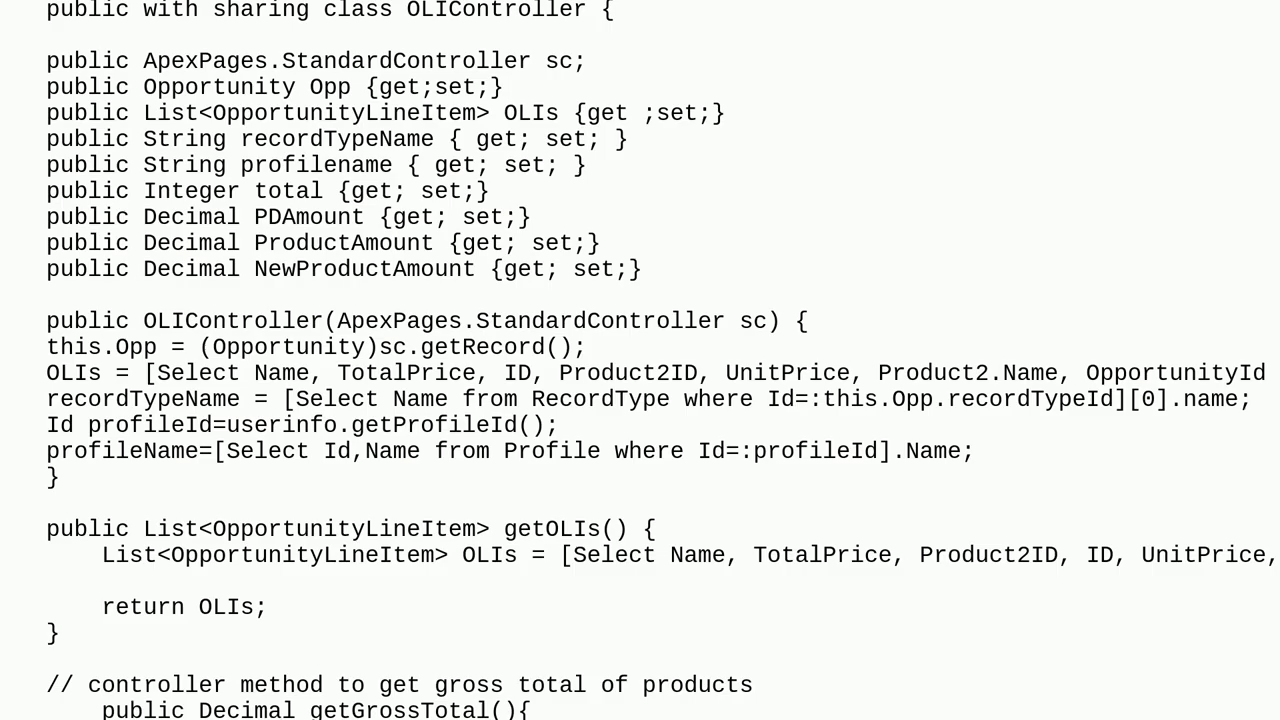 public with sharing class OLIController {
public ApexPages.StandardController sc;
public Opportunity Opp {get;set;}
public List<OpportunityLineItem> OLIs {get ;set;}
public String recordTypeName { get; set; }
public String profilename { get; set; }
public Integer total {get; set;}
public Decimal PDAmount {get; set;}
public Decimal ProductAmount {get; set;}
public Decimal NewProductAmount {get; set;}
public OLIController(ApexPages.StandardController sc) {
this.Opp = (Opportunity)sc.getRecord();
OLIs = [Select Name, TotalPrice, ID, Product2ID, UnitPrice, Product2.Name, OpportunityId
recordTypeName = [Select Name from RecordType where Id=:this.Opp.recordTypeId][0].name;
Id profileId=userinfo.getProfileId();
profileName=[Select Id,Name from Profile where Id=:profileId].Name;
}
public List<OpportunityLineItem> getOLIs() {
List<OpportunityLineItem> OLIs = [Select Name, TotalPrice, Product2ID, ID, UnitPrice,
return OLIs;
}
// controller method to get gross total of products
public Decimal getGrossTotal(){